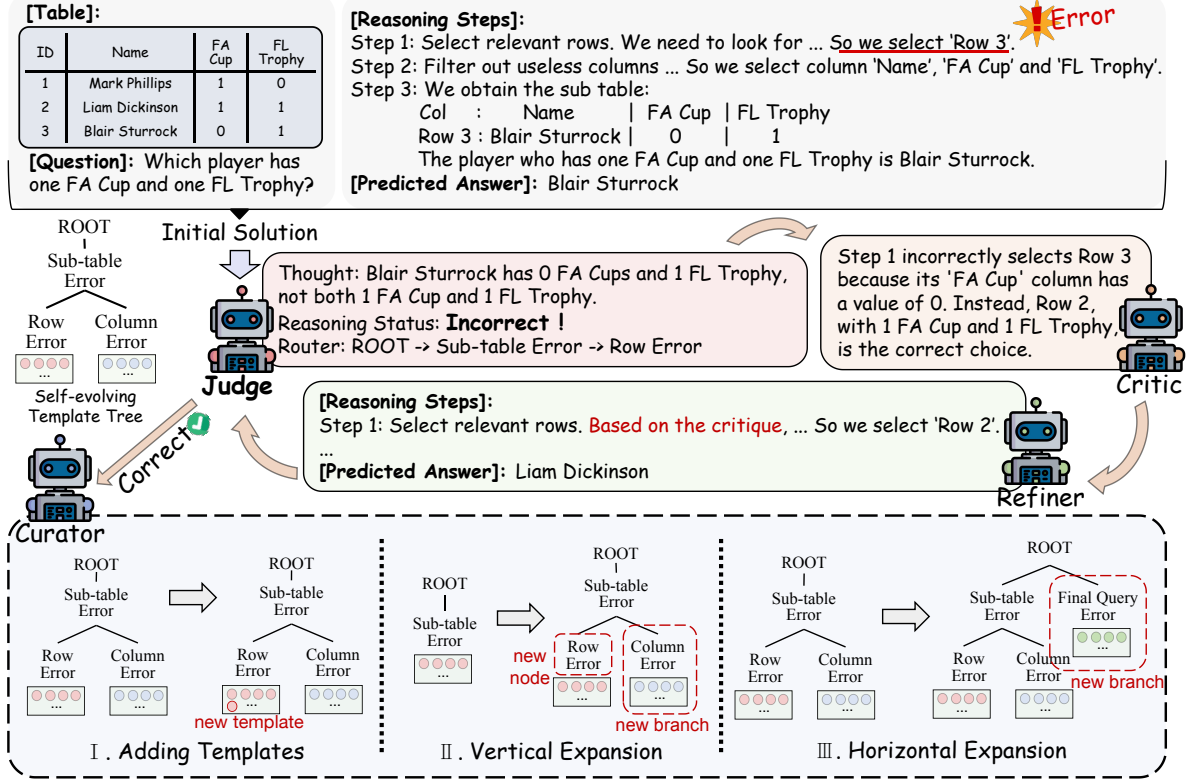 [Table]:
ID Name FA Cup FL Trophy
1 Mark Phillips 1 0
2 Liam Dickinson 1 1
3 Blair Sturrock 0 1
[Question]: Which player has
one FA Cup and one FL Trophy?
[Reasoning Steps]:
Error
Step 1: Select relevant rows. We need to look for ... So we select ‘Row 3’.
Step 2: Filter out useless columns ... So we select column ‘Name’, ‘FA Cup’ and ‘FL Trophy’.
Step 3: We obtain the sub table:
Col : Name | FA Cup | FL Trophy
Row 3 : Blair Sturrock | 0 | 1
The player who has one FA Cup and one FL Trophy is Blair Sturrock.
[Predicted Answer]: Blair Sturrock
Initial Solution
ROOT
Sub-table
Error
Row
Error
Column
Error
...
...
Self-evolving
Template Tree
Thought: Blair Sturrock has 0 FA Cups and 1 FL Trophy,
not both 1 FA Cup and 1 FL Trophy.
Reasoning Status: Incorrect !
Router: ROOT -> Sub-table Error -> Row Error
Judge
Step 1 incorrectly selects Row 3
because its 'FA Cup' column has
a value of 0. Instead, Row 2,
with 1 FA Cup and 1 FL Trophy,
is the correct choice.
Critic
[Reasoning Steps]:
Step 1: Select relevant rows. Based on the critique, ... So we select ‘Row 2’.
...
[Predicted Answer]: Liam Dickinson
Refiner
Correct
Curator
ROOT
Sub-table
Error
Row
Error
Column
Error
...
...
ROOT
Sub-table
Error
Row
Error
Column
Error
...
...
new template
Ⅰ. Adding Templates
ROOT
Sub-table
Error
...
ROOT
Sub-table
Error
new
node
Row
Error
Column
Error
...
...
new branch
Ⅱ. Vertical Expansion
ROOT
Sub-table
Error
Row
Error
Column
Error
...
...
ROOT
Sub-table
Error
Final Query
Error
...
Row
Error
Column
Error
...
...
new branch
Ⅲ. Horizontal Expansion